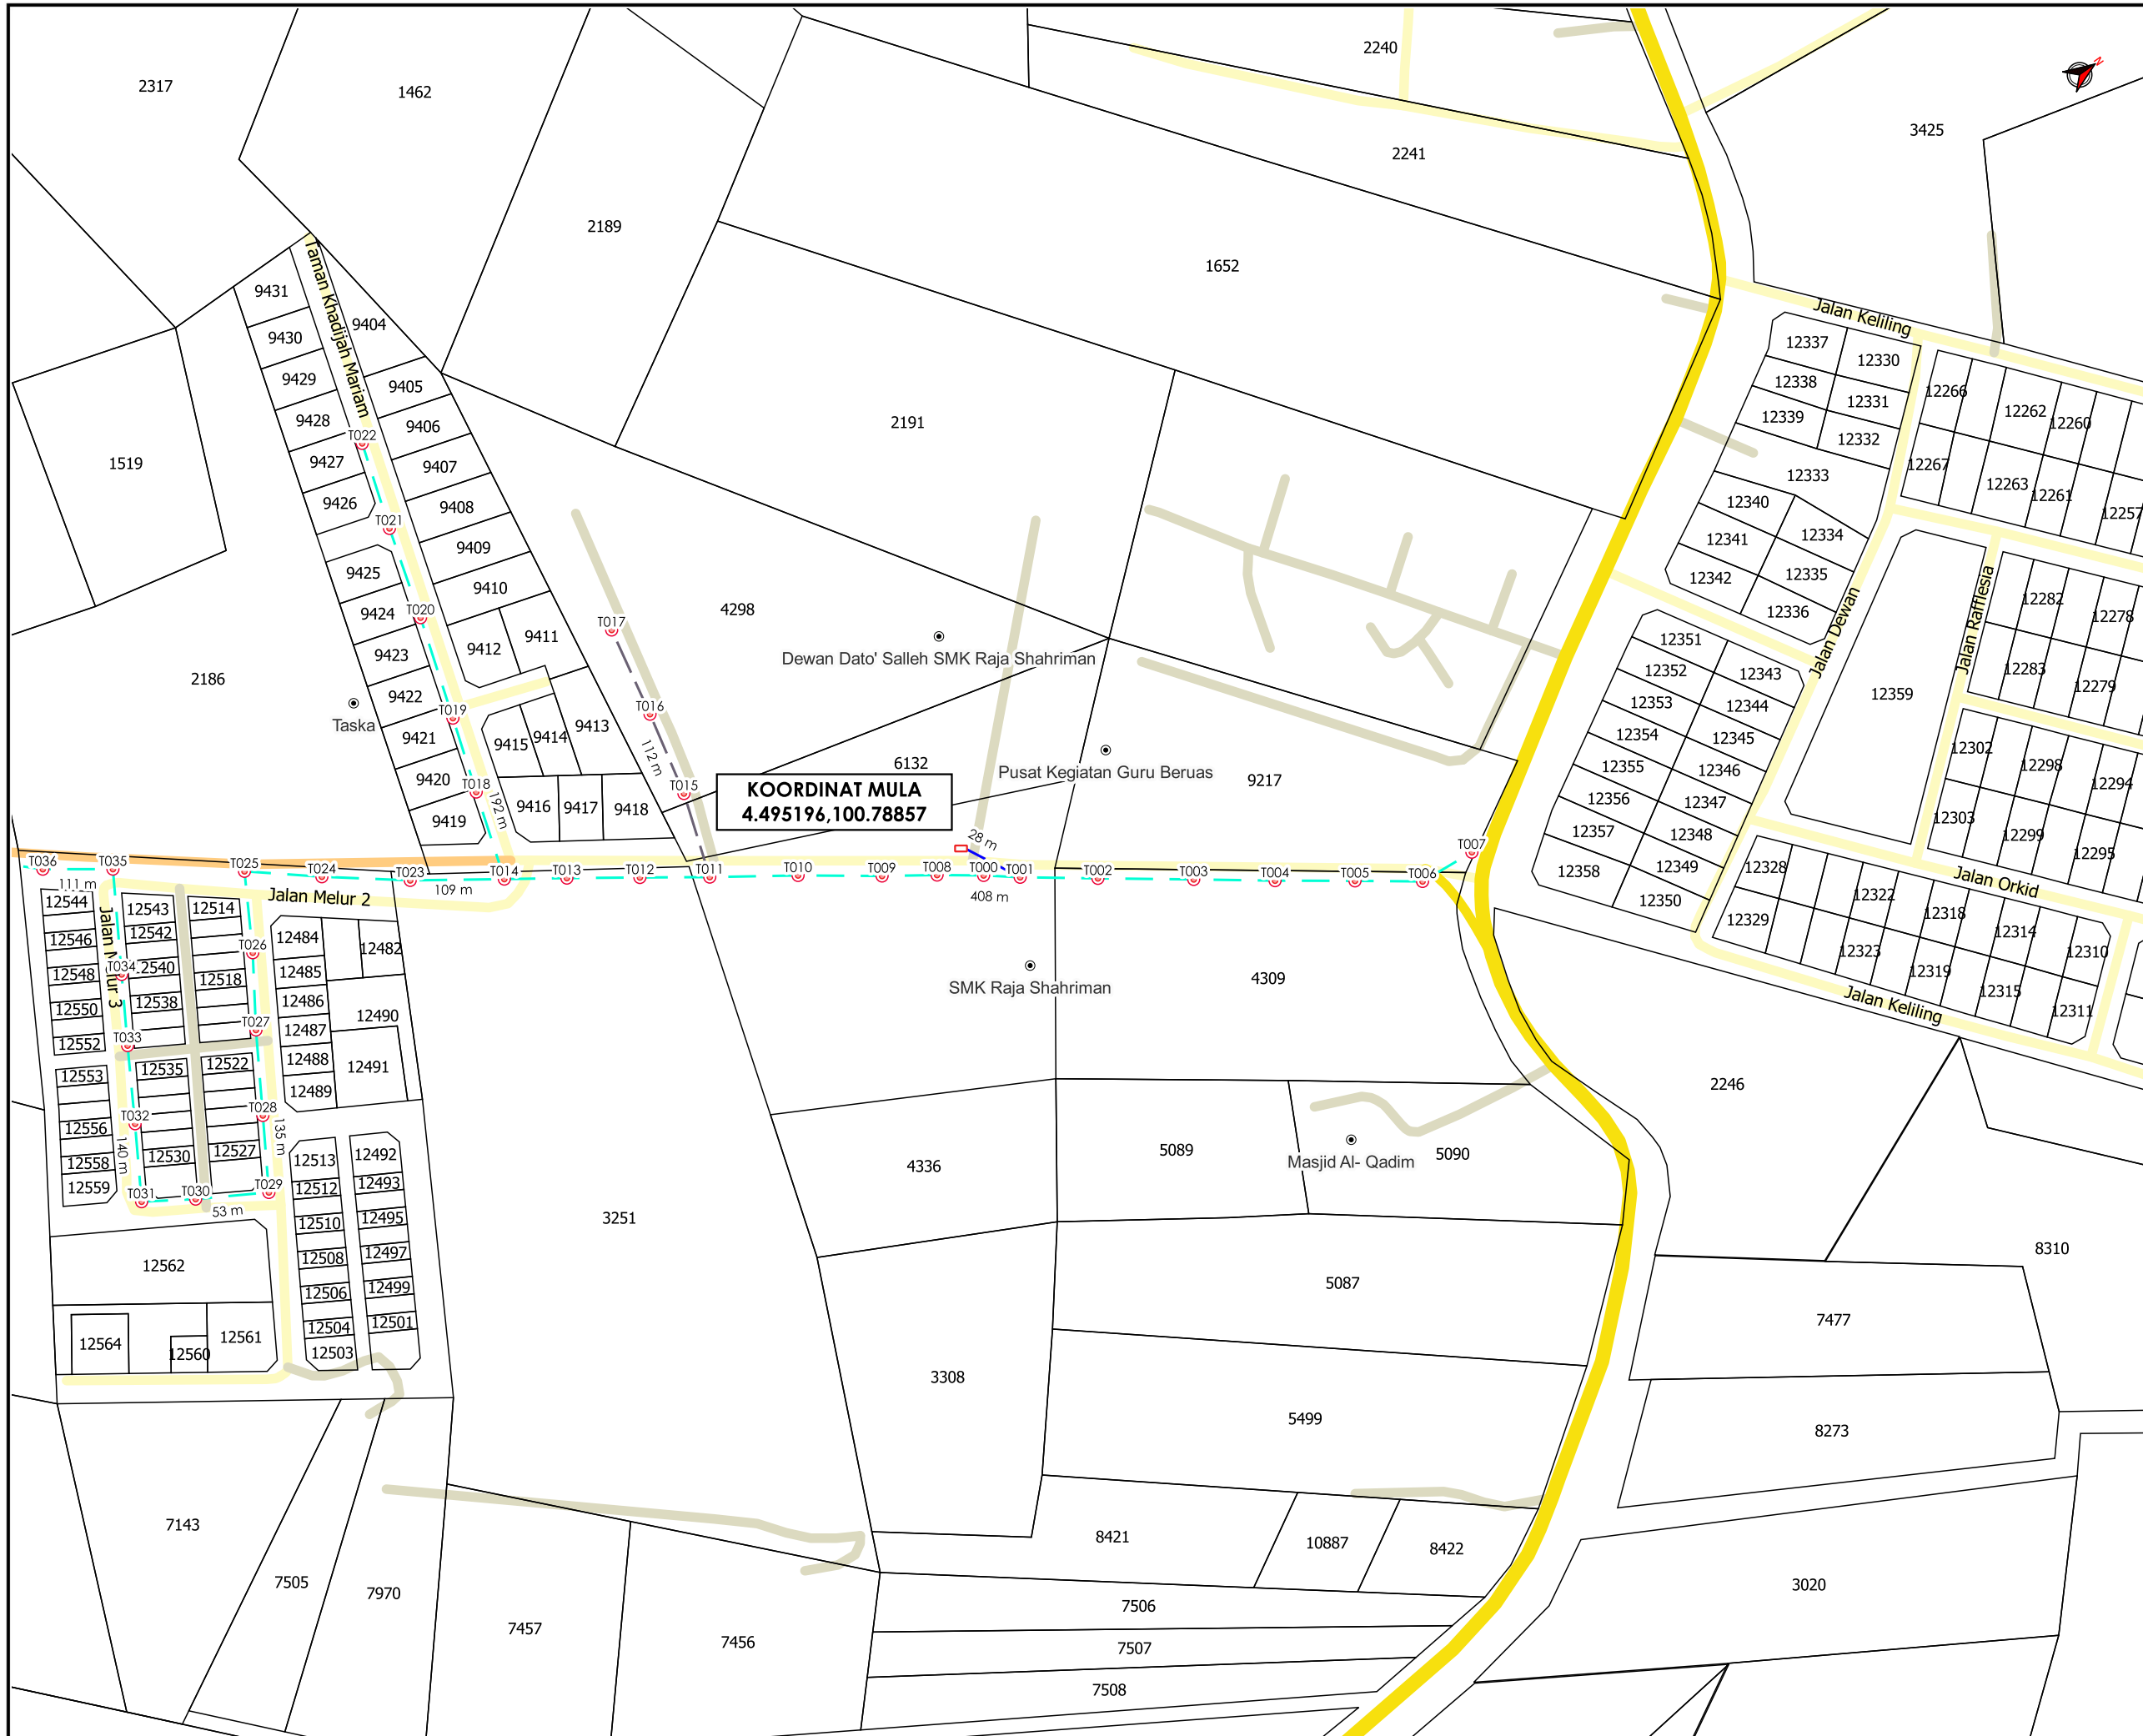 2317
1462
2240
N
3425
2241
2189
1652
Taman Khadijah Mariam
9431
9430
9429
9428
9427
9426
9404
9405
9406
9407
9408
9409
9410
9411
9412
9413
9414
9415
9416
9417
9418
9425
9424
9423
9422
9421
9420
9419
1519
2186
Taska
2191
4298
T022
T021
T020
T019
T018
192 m
T017
T016
112 m
T015
Dewan Dato' Salleh SMK Raja Shahriman
6132
Pusat Kegiatan Guru Beruas
9217
KOORDINAT MULA
4.495196,100.78857
28 m
Jalan Keliling
12337
12330
12338
12331
12339
12332
12333
12340
12334
12341
12335
12342
12336
12266
12262
12260
12267
12263
12261
12257
Jalan Dewan
Jalan Rafflesia
12282
12278
12283
12279
12359
12351
12343
12352
12344
12353
12345
12354
12346
12355
12347
12356
12348
12357
12349
12358
12350
12302
12298
12294
12303
12299
12295
Jalan Orkid
12328
12322
12318
12314
12310
12329
12323
12319
12315
12311
Jalan Keliling
T036
T035
T025
T024
T023
T014
T013
T012
T011
T010
T009
T008
T000
T001
T002
T003
T004
T005
T006
T007
111 m
109 m
408 m
Jalan Melur 2
Jalan Melur 3
12544
12546
12548
12550
12552
12553
12556
12558
12559
12543
12542
12540
12538
12535
12530
12514
12518
12522
12527
T034
T033
T032
T031
T030
T029
T028
T027
T026
140 m
135 m
53 m
12484
12482
12485
12486
12487
12488
12489
12490
12491
12513
12512
12510
12508
12506
12504
12503
12492
12493
12495
12497
12499
12501
12562
12564
12560
12561
SMK Raja Shahriman
4309
3251
4336
5089
Masjid Al- Qadim
5090
2246
8310
5087
7477
3308
5499
8273
7143
7505
7970
7457
7456
8421
10887
8422
3020
7506
7507
7508